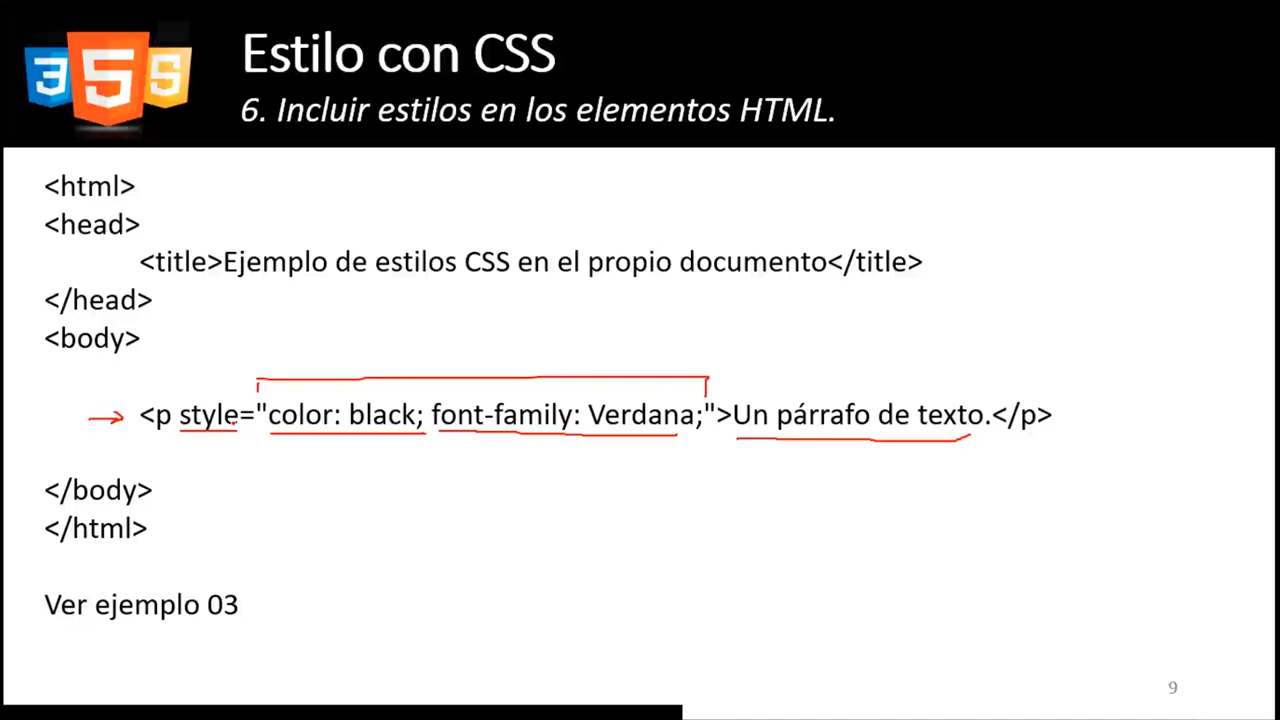 3 5 S
Estilo con CSS
6. Incluir estilos en los elementos HTML.
<html>
<head>
<title>Ejemplo de estilos CSS en el propio documento</title>
</head>
<body>
<p style="color: black; font-family: Verdana;">Un párrafo de texto.</p>
</body>
</html>
Ver ejemplo 03
9